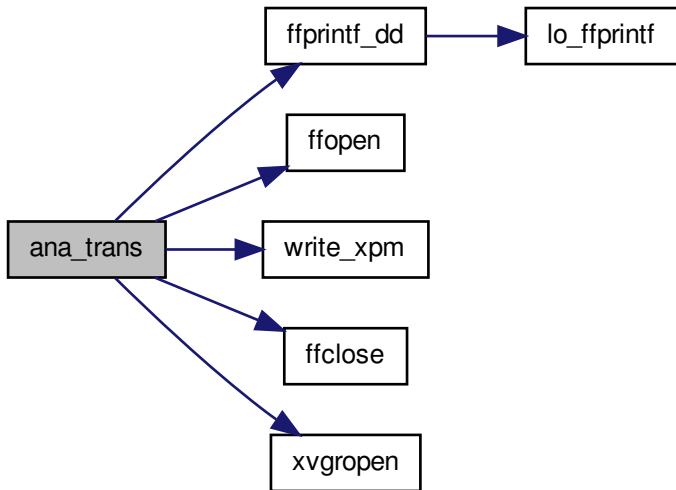 ffprintf_dd
lo_ffprintf
ffopen
ana_trans
write_xpm
ffclose
xvgropen